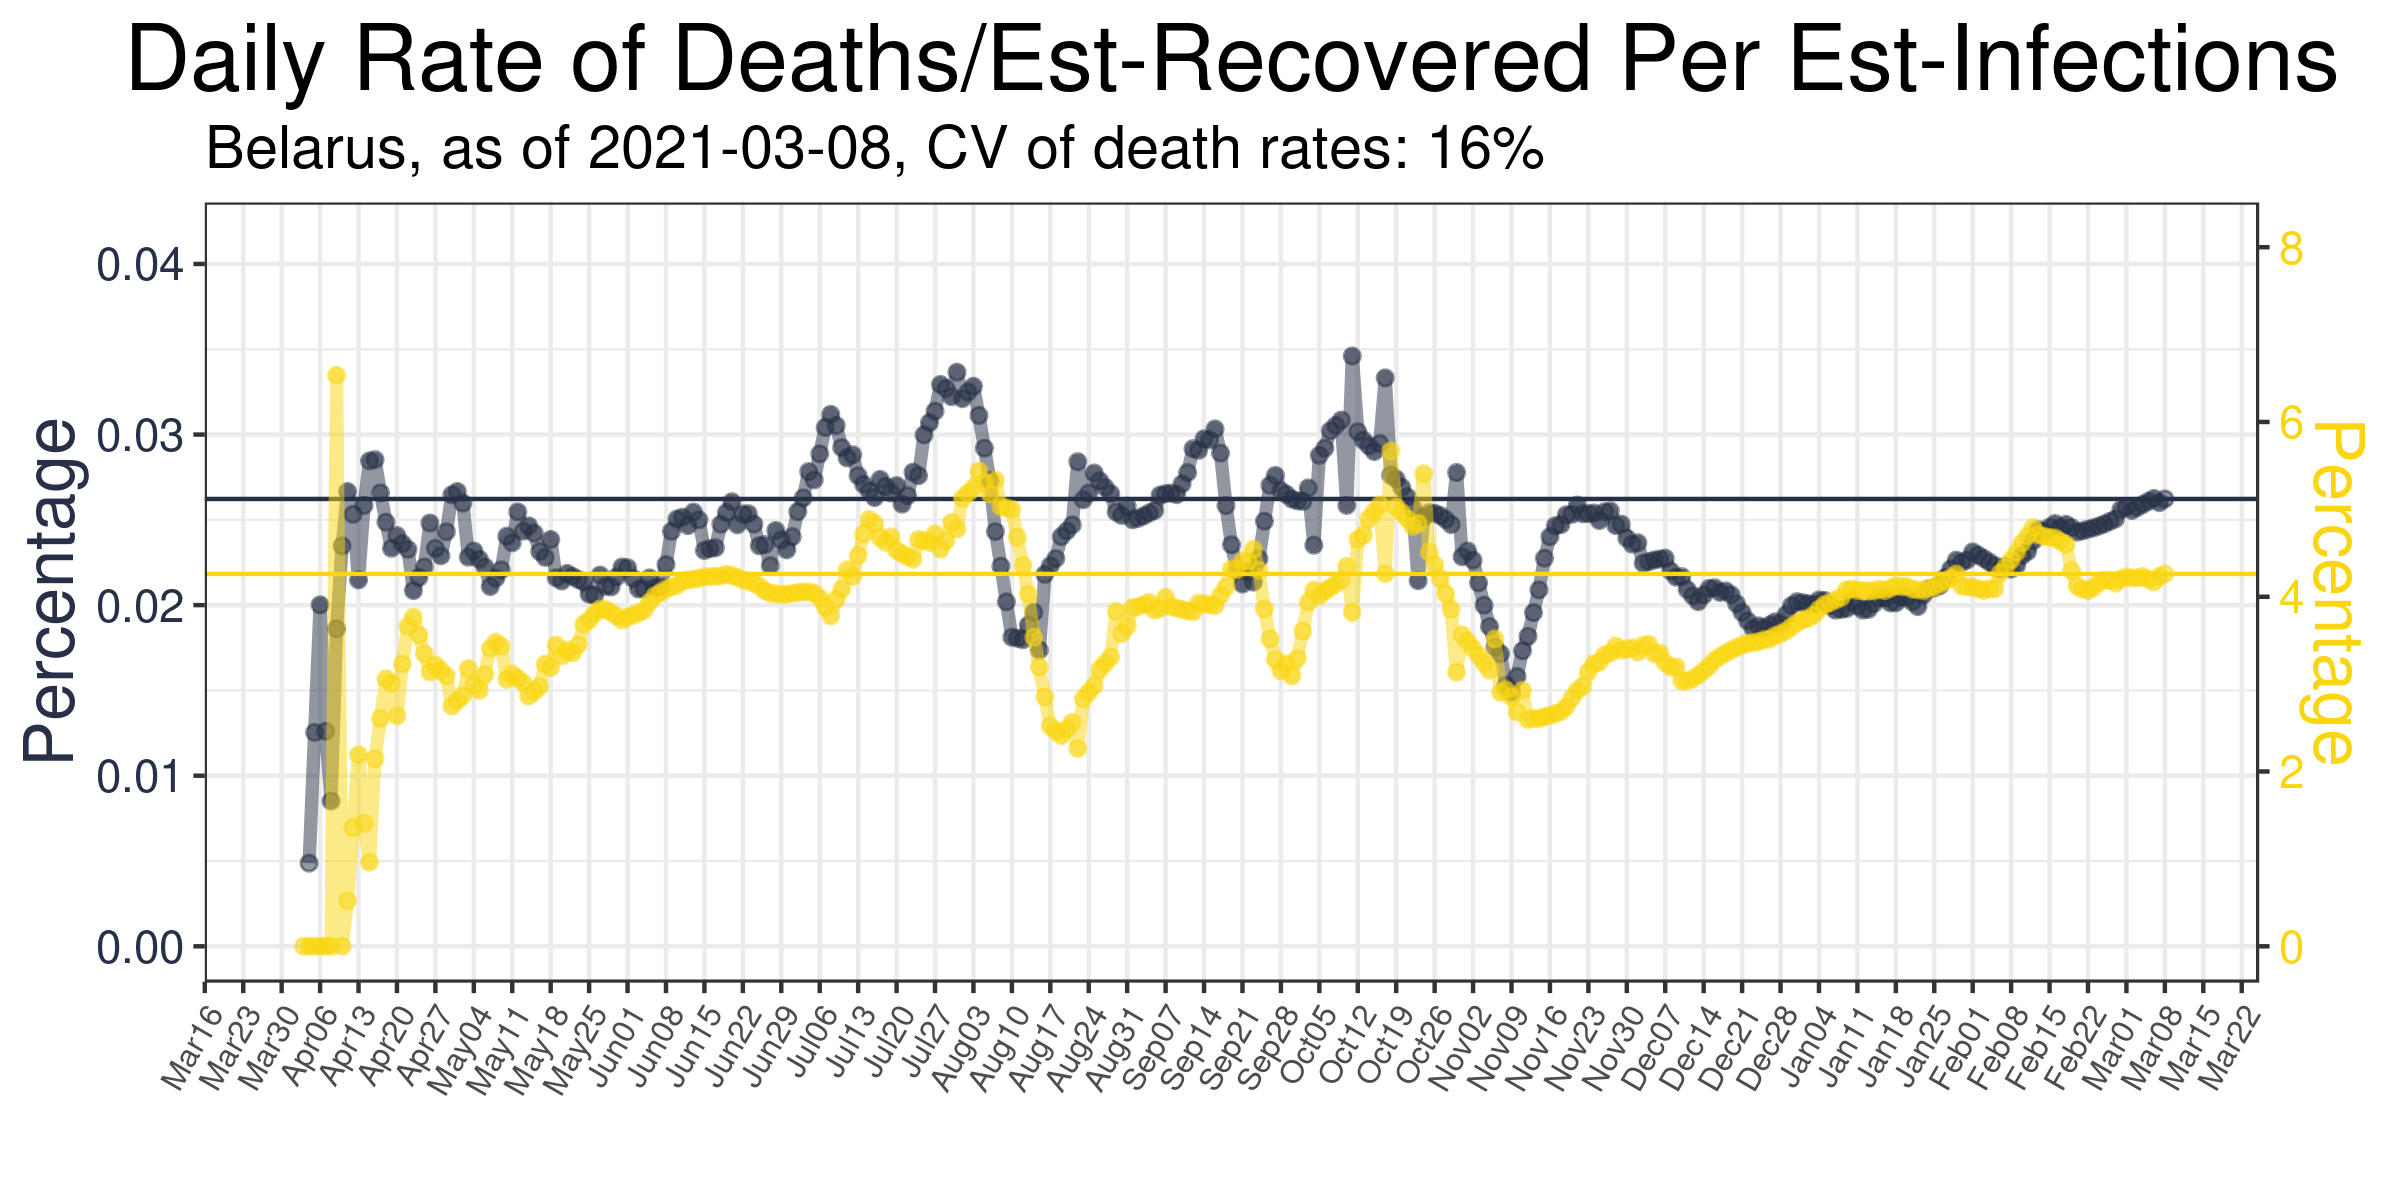 Daily Rate of Deaths/Est-Recovered Per Est-Infections
Belarus, as of 2021-03-08, CV of death rates: 16%
Percentage
0.04
0.03
0.02
0.01
0.00
8
6
4
2
0
Percentage
Mar16
Mar23
Mar30
Apr06
Apr13
Apr20
Apr27
May04
May11
May18
May25
Jun01
Jun08
Jun15
Jun22
Jun29
Jul06
Jul13
Jul20
Jul27
Aug03
Aug10
Aug17
Aug24
Aug31
Sep07
Sep14
Sep21
Sep28
Oct05
Oct12
Oct19
Oct26
Nov02
Nov09
Nov16
Nov23
Nov30
Dec07
Dec14
Dec21
Dec28
Jan04
Jan11
Jan18
Jan25
Feb01
Feb08
Feb15
Feb22
Mar01
Mar08
Mar15
Mar22